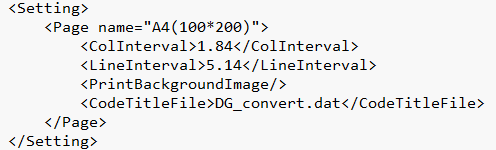 <Setting>
    <Page name="A4(100*200)">
        <ColInterval>1.84</ColInterval>
        <LineInterval>5.14</LineInterval>
        <PrintBackgroundImage/>
        <CodeTitleFile>DG_convert.dat</CodeTitleFile>
    </Page>
</Setting>